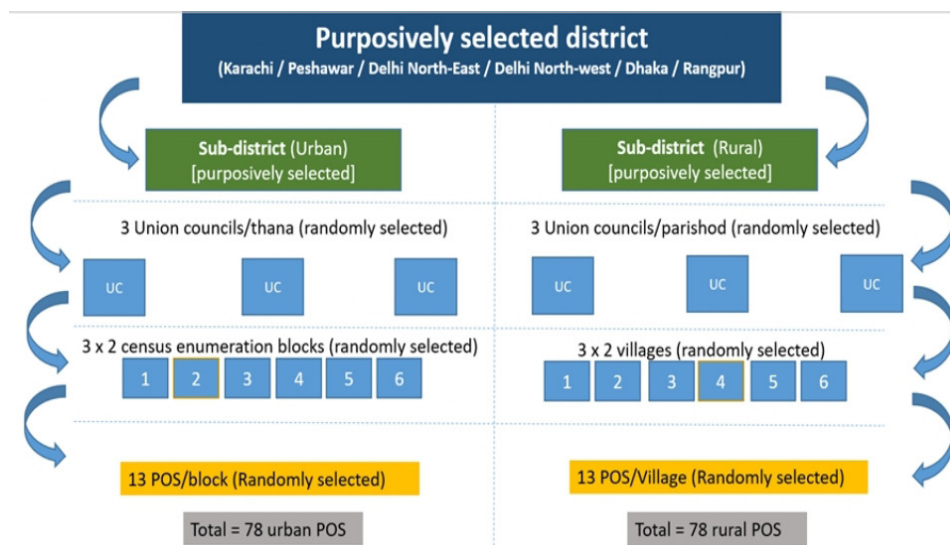 Purposively selected district
(Karachi / Peshawar / Delhi North-East / Delhi North-west / Dhaka / Rangpur)
Sub-district (Urban)
[purposively selected]
Sub-district (Rural)
[purposively selected]
3 Union councils/thana (randomly selected)
3 Union councils/parishod (randomly selected)
UC
UC
UC
UC
UC
UC
3 x 2 census enumeration blocks (randomly selected)
3 x 2 villages (randomly selected)
1 2 3 4 5 6
1 2 3 4 5 6
13 POS/block (Randomly selected)
13 POS/Village (Randomly selected)
Total = 78 urban POS
Total = 78 rural POS